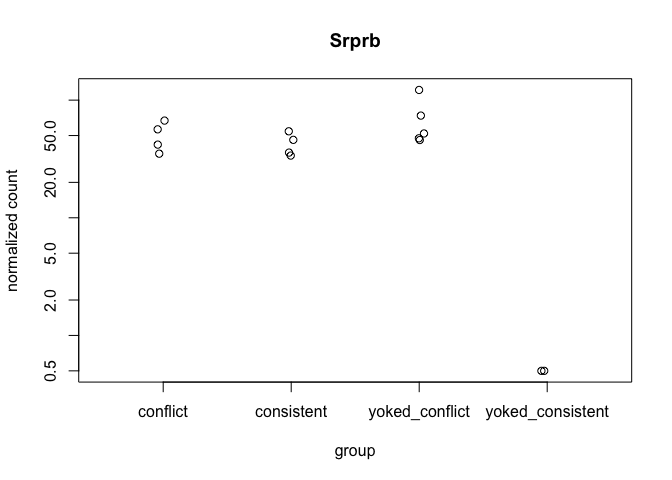 Srprb
normalized count
50.0
20.0
5.0
2.0
0.5
conflict
consistent
yoked_conflict
yoked_consistent
group